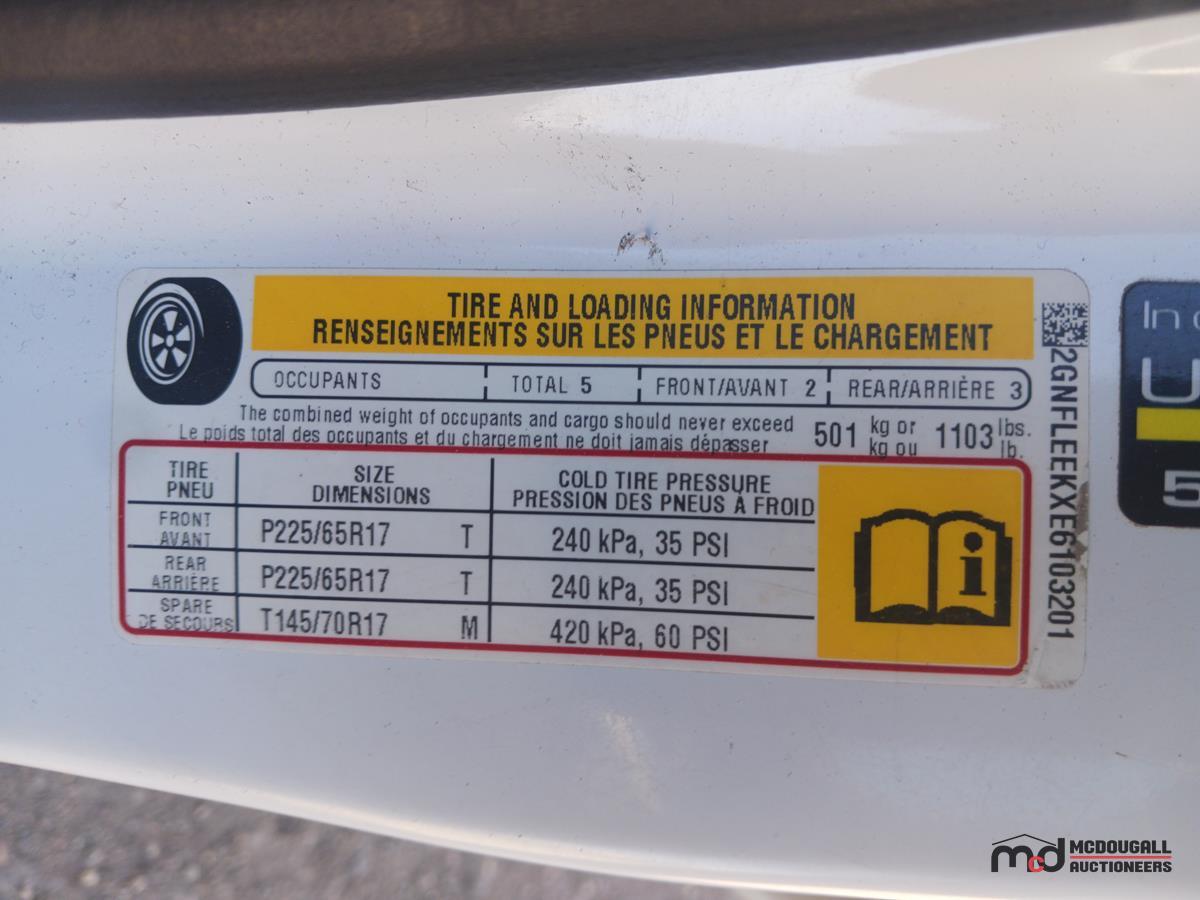 TIRE AND LOADING INFORMATION
RENSEIGNEMENTS SUR LES PNEUS ET LE CHARGEMENT
OCCUPANTS TOTAL 5 FRONT/AVANT 2 REAR/ARRIÈRE 3
The combined weight of occupants and cargo should never exceed 501 kg or 1103 lbs.
Le poids total des occupants et du chargement ne doit jamais dépasser kg ou lb.
TIRE SIZE COLD TIRE PRESSURE
PNEU DIMENSIONS PRESSION DES PNEUS À FROID
FRONT
AVANT P225/65R17 T 240 kPa, 35 PSI
REAR
ARRIÈRE P225/65R17 T 240 kPa, 35 PSI
SPARE
DE SECOURS T145/70R17 M 420 kPa, 60 PSI
i
2GNFLEEKXE6103201
In
U
5
mcd MCDOUGALL
AUCTIONEERS